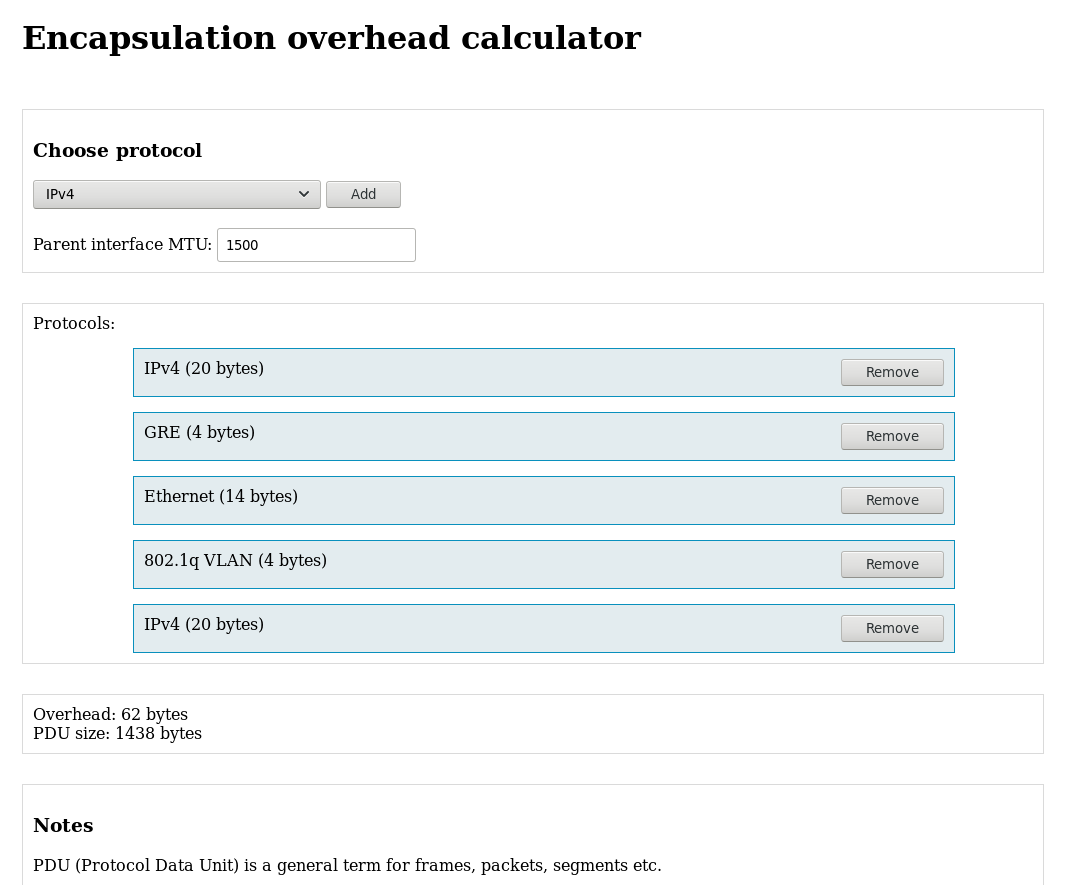 Encapsulation overhead calculator
Choose protocol
IPv4 Add
Parent interface MTU: 1500
Protocols:
IPv4 (20 bytes) Remove
GRE (4 bytes) Remove
Ethernet (14 bytes) Remove
802.1q VLAN (4 bytes) Remove
IPv4 (20 bytes) Remove
Overhead: 62 bytes
PDU size: 1438 bytes
Notes
PDU (Protocol Data Unit) is a general term for frames, packets, segments etc.